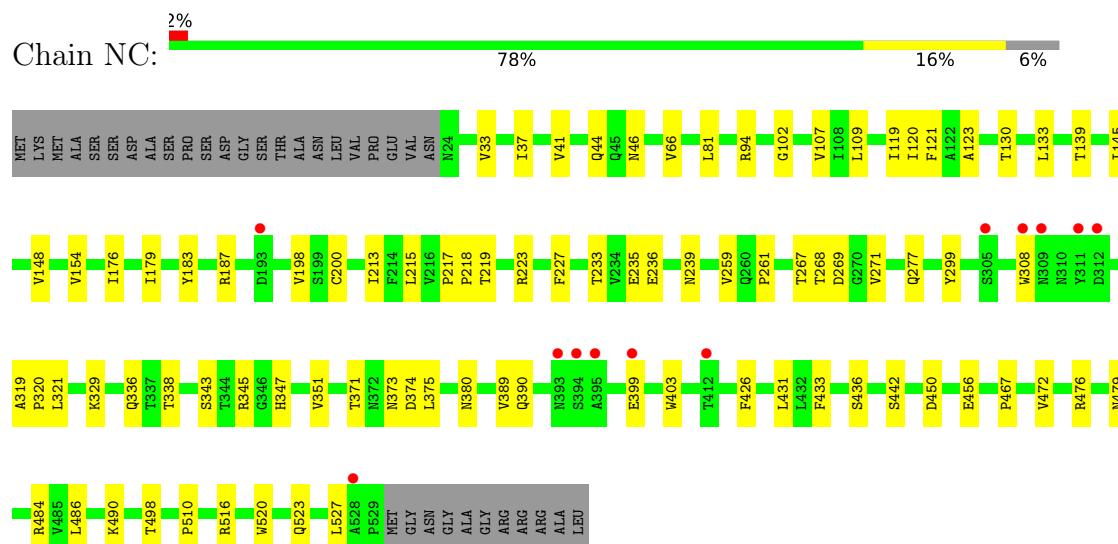 2%
Chain NC:
78% 16% 6%
MET LYS MET ALA SER SER ASP ALA SER PRO SER ASP GLY SER THR ALA ASN LEU VAL PRO GLU VAL ASN N24 V33 I37 V41 Q44 Q45 N46 V66 L81 R94 G102 V107 I108 L109 I119 I120 F121 A122 A123 T130 L133 T139 I145
V148 V154 I176 I179 Y183 R187 D193 V198 S199 C200 I213 F214 L215 V216 P217 P218 T219 R223 F227 T233 V234 E235 E236 N239 V259 Q260 P261 T267 T268 D269 G270 V271 Q277 Y299 S305 W308 N309 N310 Y311 D312
A319 P320 L321 K329 Q336 T337 T338 S343 T344 R345 G346 H347 V351 T371 N372 N373 D374 L375 N380 V389 Q390 N393 S394 A395 E399 W403 T412 F426 L431 L432 F433 S436 S442 D450 E456 P467 V472 R476 N479
R484 V485 L486 K490 T498 P510 R516 W520 Q523 L527 A528 P529 MET GLY ASN GLY ALA GLY ARG ARG ARG ALA LEU